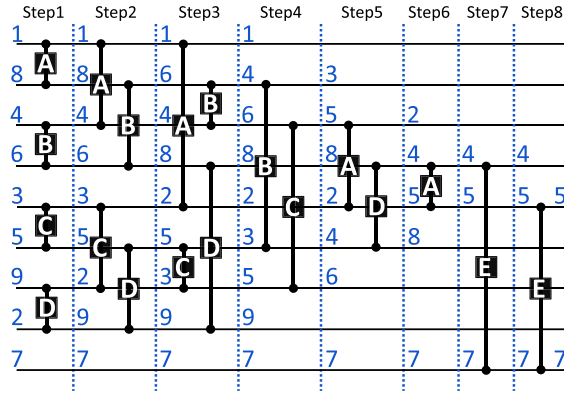 Step1 Step2 Step3 Step4 Step5 Step6 Step7 Step8
1 1 1 1
A
8 8 A 6 4 3
B
4 4 B 4 A 6 5 2
B
6 6 8 8 B 8 A 4 4 4
A
3 3 2 2 C 2 D 5 5 5 5
C
5 5 C 5 D 3 4 8
C E
9 2 D 3 5 6 E
D
2 9 9 9
7 7 7 7 7 7 7 7